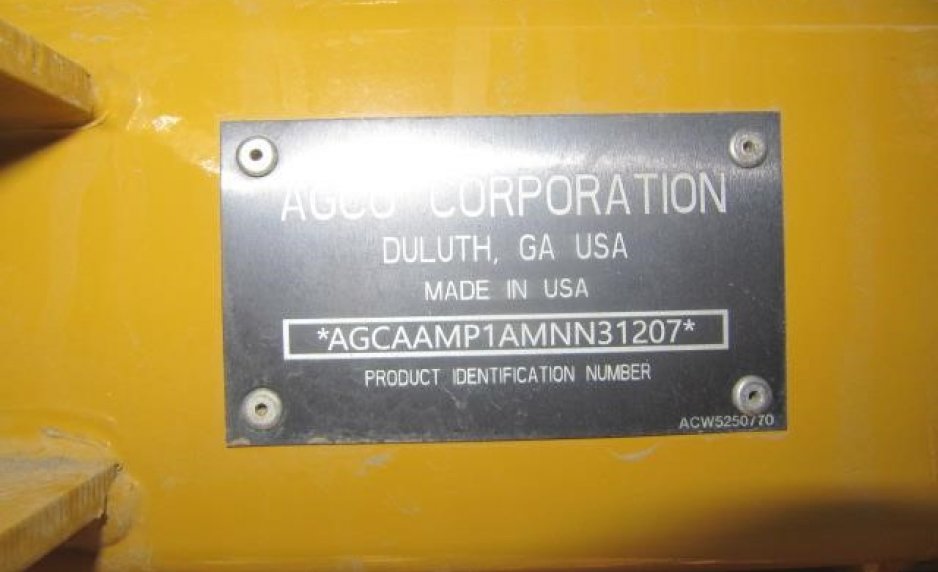 AGCO CORPORATION
DULUTH, GA USA
MADE IN USA
*AGCAAMP1AMNN31207*
PRODUCT IDENTIFICATION NUMBER
ACW5250770